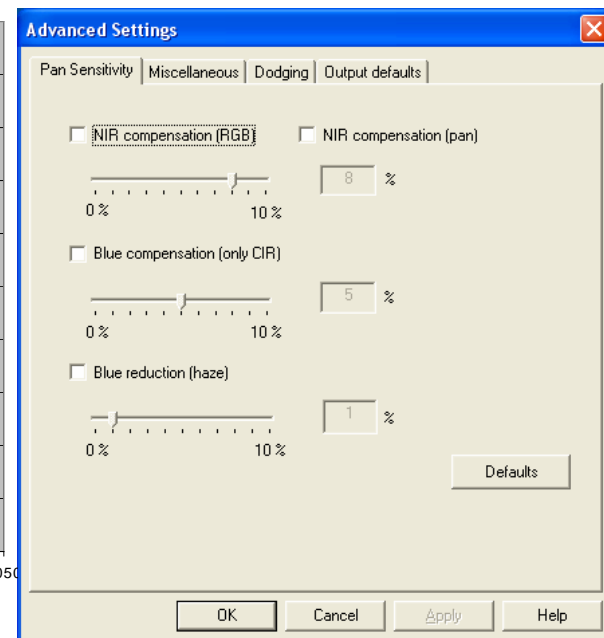 Advanced Settings
Pan Sensitivity Miscellaneous Dodging Output defaults
NIR compensation (RGB) NIR compensation (pan)
8 %
0 % 10 %
Blue compensation (only CIR)
5 %
0 % 10 %
Blue reduction (haze)
1 %
0 % 10 %
Defaults
OK Cancel Apply Help